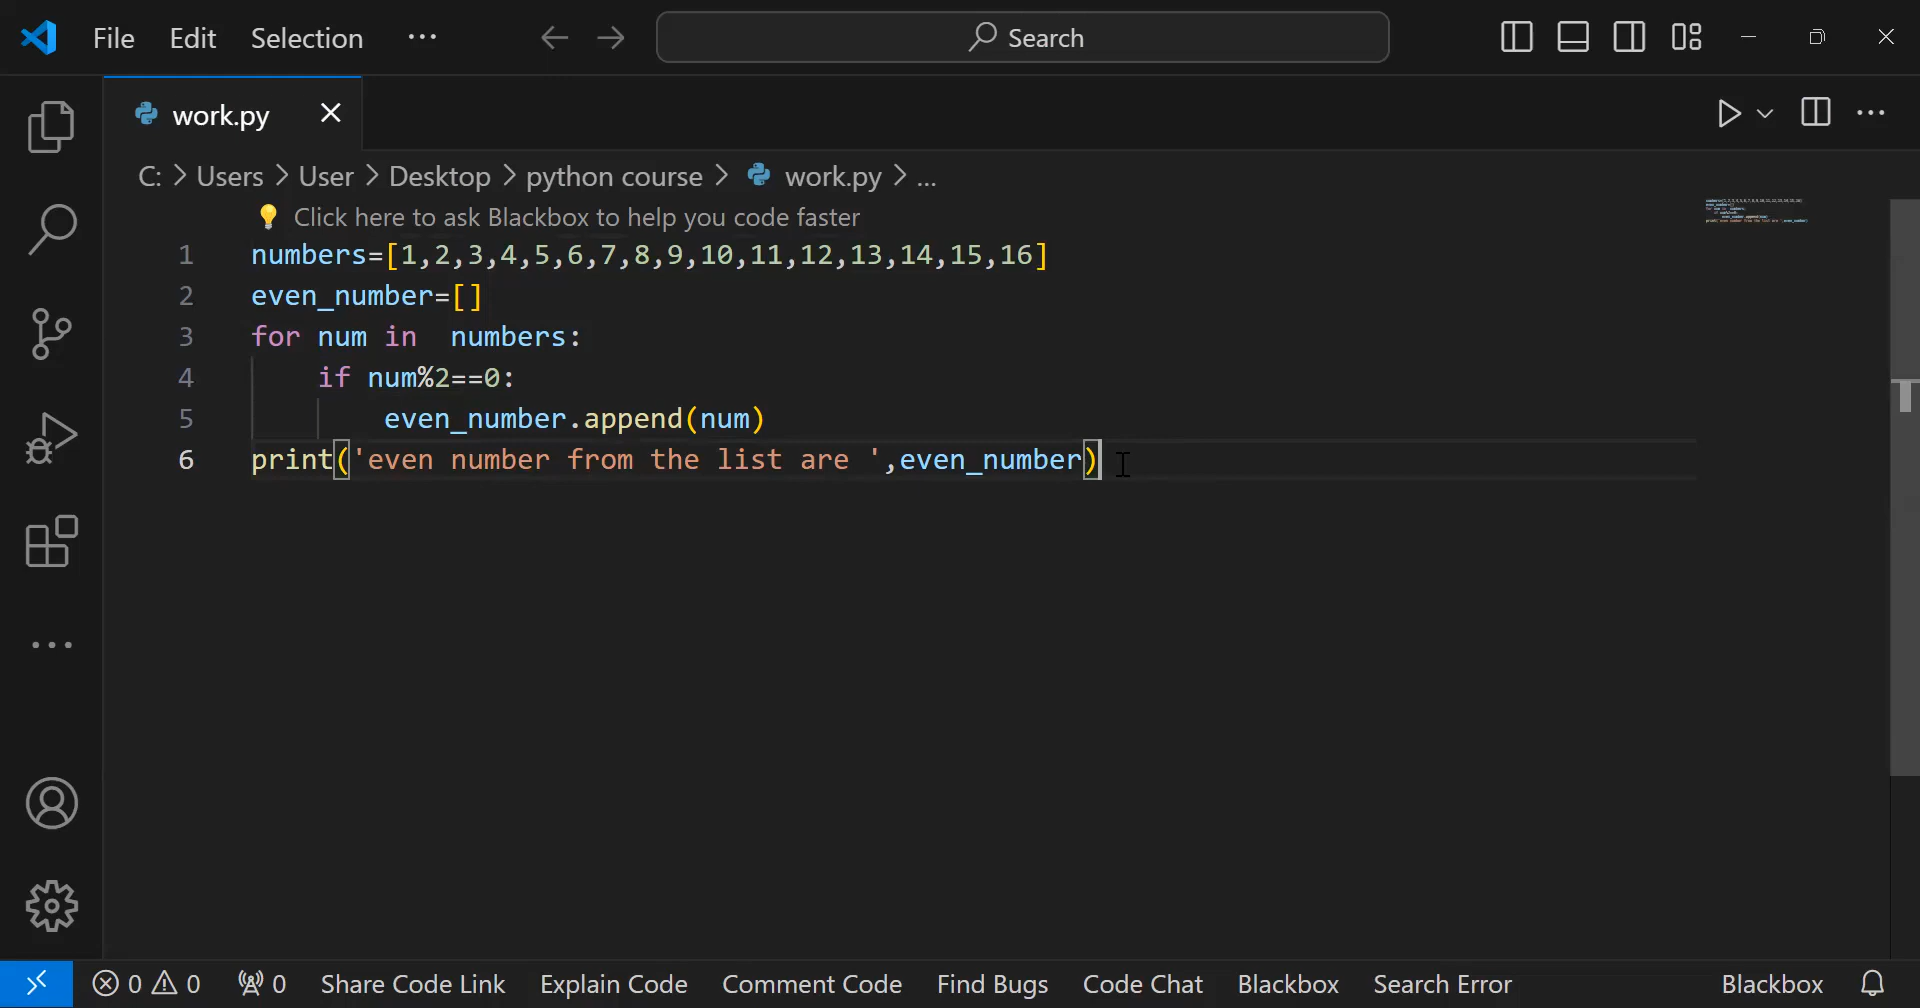 File Edit Selection ··· Search
work.py
C: > Users > User > Desktop > python course > work.py > ...
Click here to ask Blackbox to help you code faster
1 numbers=[1,2,3,4,5,6,7,8,9,10,11,12,13,14,15,16]
2 even_number=[]
3 for num in  numbers:
4     if num%2==0:
5         even_number.append(num)
6 print('even number from the list are ',even_number)
0 0 0 Share Code Link Explain Code Comment Code Find Bugs Code Chat Blackbox Search Error Blackbox